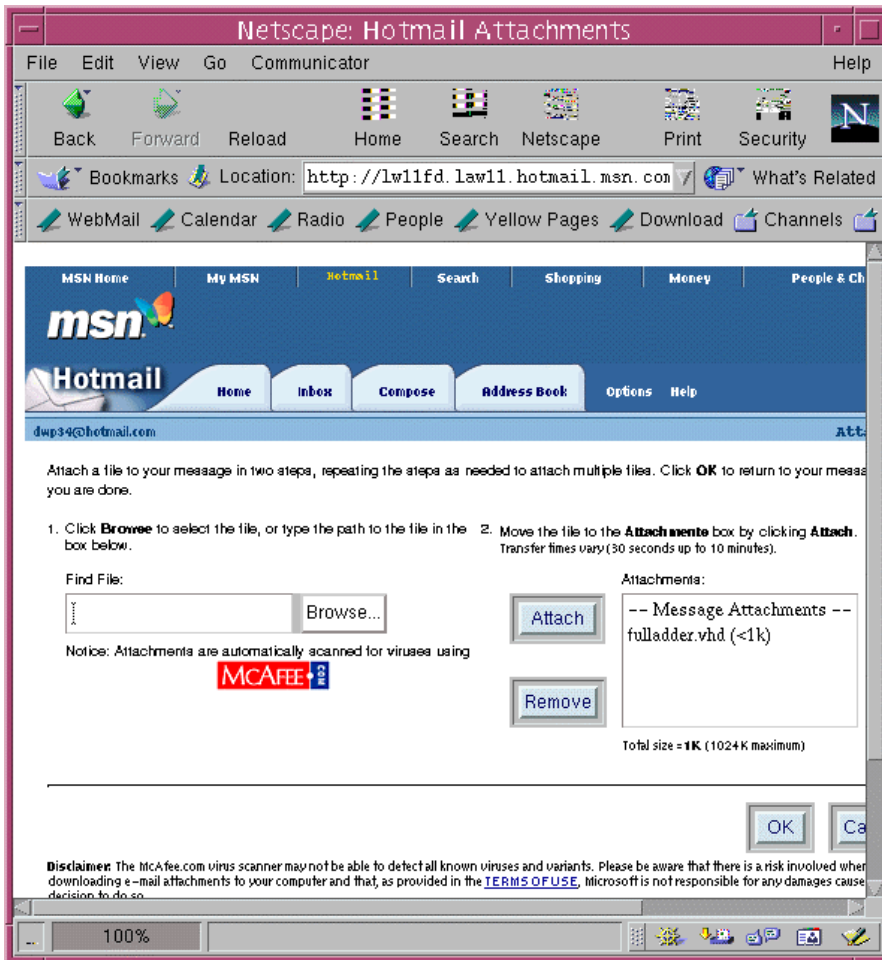 Netscape: Hotmail Attachments
File Edit View Go Communicator Help
Back Forward Reload Home Search Netscape Print Security N
Bookmarks Location: http://lw11fd.law11.hotmail.msn.com What's Related
WebMail Calendar Radio People Yellow Pages Download Channels
MSN Home My MSN Hotmail Search Shopping Money People & Ch
msn
Hotmail Home Inbox Compose Address Book Options Help
dwp34@hotmail.com Att
Attach a file to your message in two steps, repeating the steps as needed to attach multiple files. Click OK to return to your messa
you are done.
1. Click Browse to select the file, or type the path to the file in the
box below.
2. Move the file to the Attachments box by clicking Attach.
Transfer times vary (30 seconds up to 10 minutes).
Find File:
Browse...
Notice: Attachments are automatically scanned for viruses using
McAFEE.COM
Attachments:
Attach
-- Message Attachments --
fulladder.vhd (<1k)
Remove
Total size = 1K (1024K maximum)
OK Ca
Disclaimer: The McAfee.com virus scanner may not be able to detect all known viruses and variants. Please be aware that there is a risk involved wher
downloading e-mail attachments to your computer and that, as provided in the TERMS OF USE, Microsoft is not responsible for any damages cause
decision to do so
100%